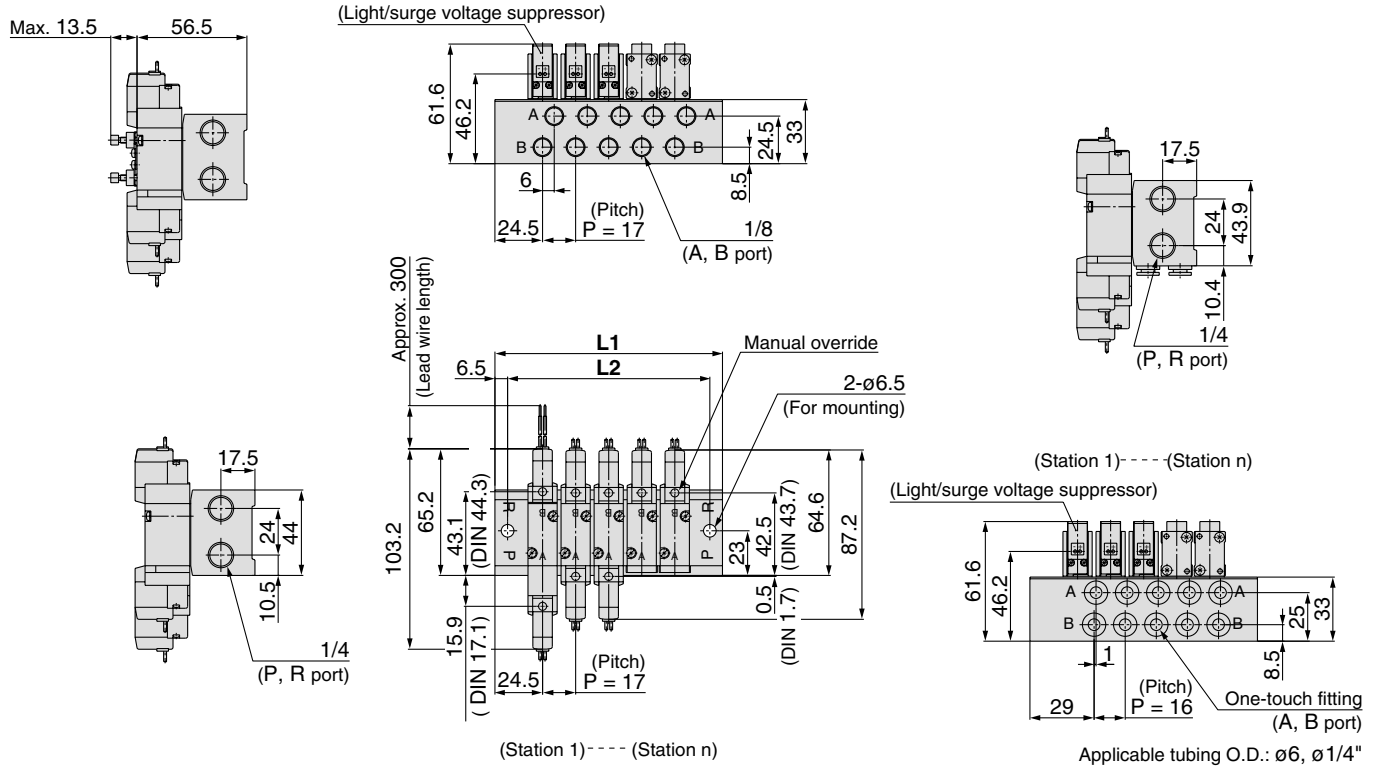 Max. 13.5
56.5
(Light/surge voltage suppressor)
61.6
46.2
A
A
B
B
24.5
33
8.5
6
24.5
(Pitch)
P = 17
1/8
(A, B port)
17.5
24
43.9
10.4
1/4
(P, R port)
Approx. 300
(Lead wire length)
L1
L2
6.5
Manual override
2-ø6.5
(For mounting)
17.5
24
44
10.5
1/4
(P, R port)
103.2
65.2
43.1
(DIN 44.3)
15.9
( DIN 17.1)
R
P
B
B
B
B
B
A
A
A
A
A
R
P
23
42.5
(DIN 43.7)
64.6
87.2
0.5
(DIN 1.7)
24.5
(Pitch)
P = 17
(Station 1)----- (Station n)
(Station 1)-----(Station n)
(Light/surge voltage suppressor)
61.6
46.2
A
A
B
B
25
33
8.5
1
29
(Pitch)
P = 16
One-touch fitting
(A, B port)
Applicable tubing O.D.: ø6, ø1/4"